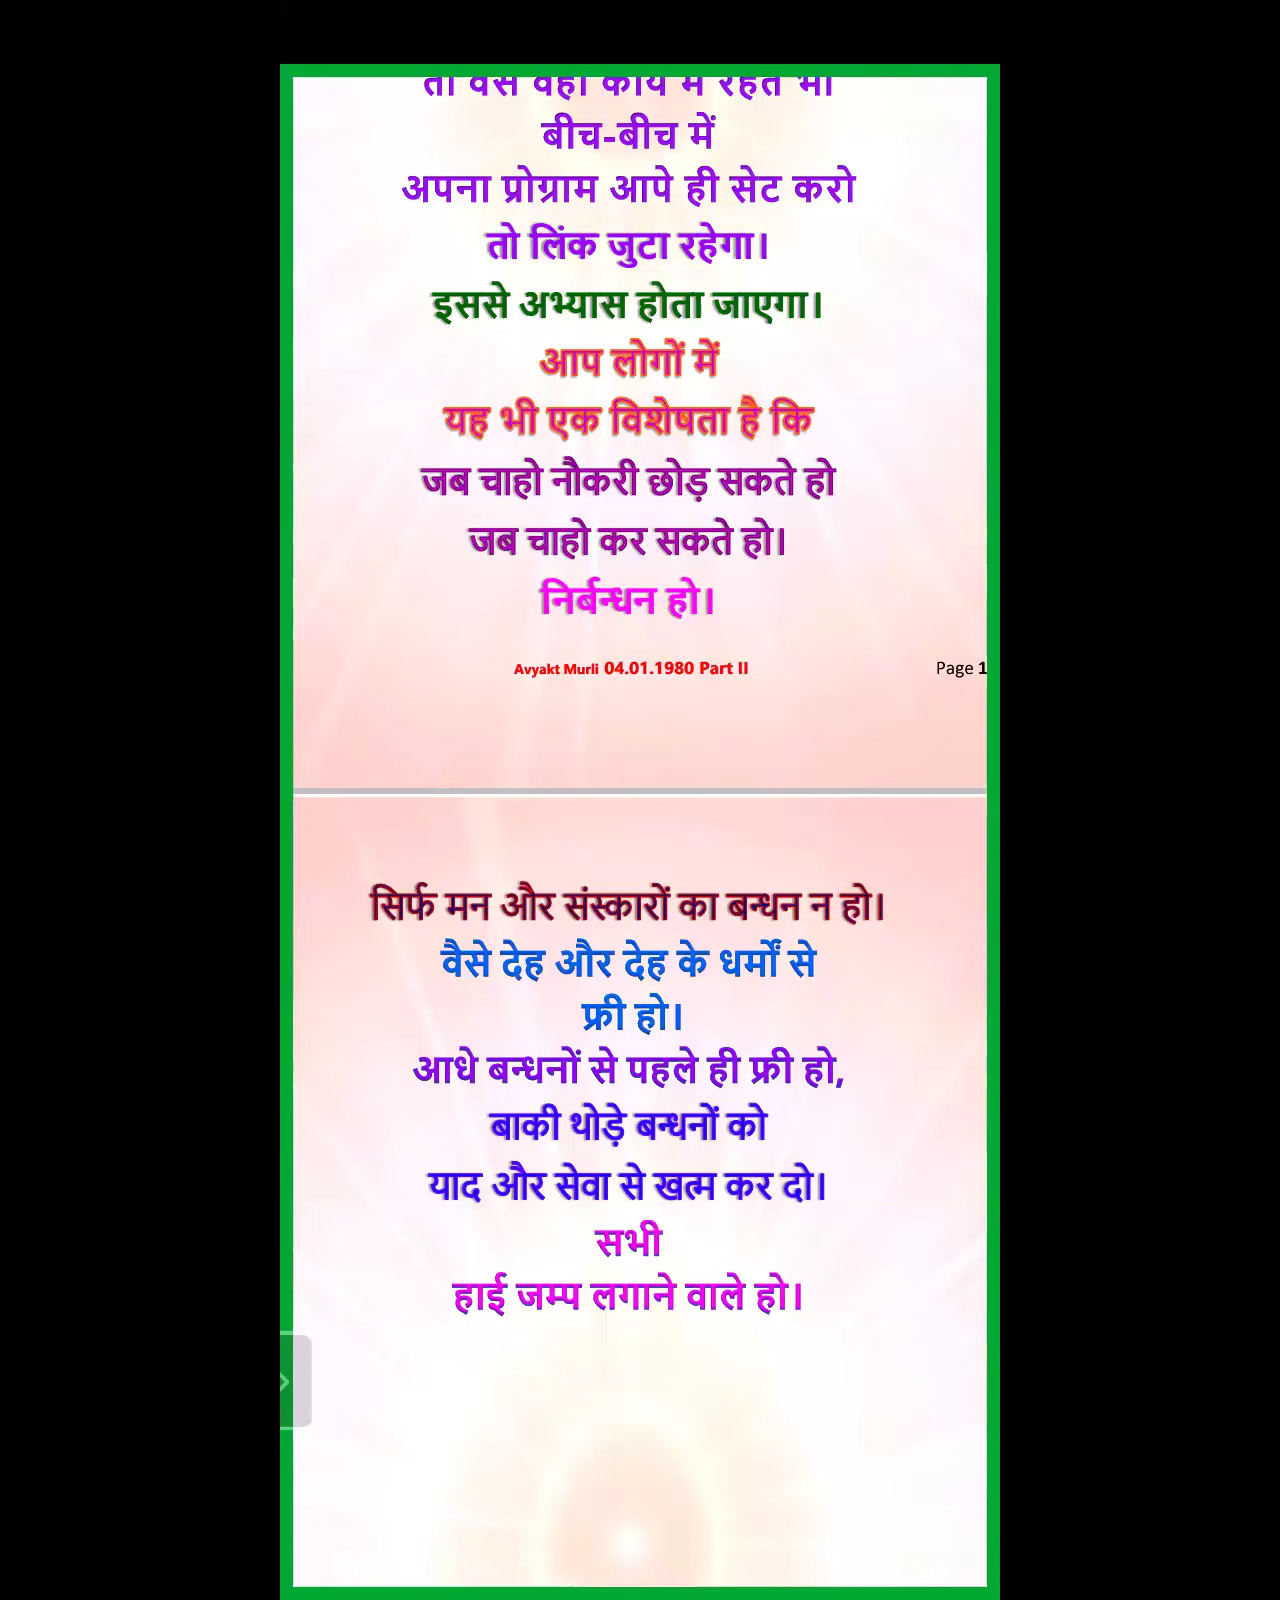 तो वैसे वहाँ कार्य में रहते भी
बीच-बीच में
अपना प्रोग्राम आपे ही सेट करो
तो लिंक जुटा रहेगा।
इससे अभ्यास होता जाएगा।
आप लोगों में
यह भी एक विशेषता है कि
जब चाहो नौकरी छोड़ सकते हो
जब चाहो कर सकते हो।
निर्बन्धन हो।
Avyakt Murli 04.01.1980 Part II Page 1
सिर्फ मन और संस्कारों का बन्धन न हो।
वैसे देह और देह के धर्मों से
फ्री हो।
आधे बन्धनों से पहले ही फ्री हो,
बाकी थोड़े बन्धनों को
याद और सेवा से खत्म कर दो।
सभी
हाई जम्प लगाने वाले हो।